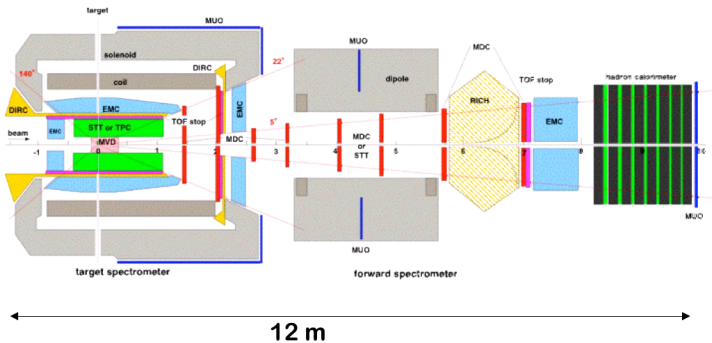 target
MUO
solenoid
coil
DIRC
22°
140°
DIRC
EMC
EMC
STT or TPC
TOF stop
EMC
beam
MVD
MDC
5°
-1 0 1 2 3 4 5 6 7 8 9 10
MUO
dipole
MDC
or
STT
MUO
MDC
RICH
TOF stop
EMC
hadron calorimeter
MUO
target spectrometer
forward spectrometer
12 m